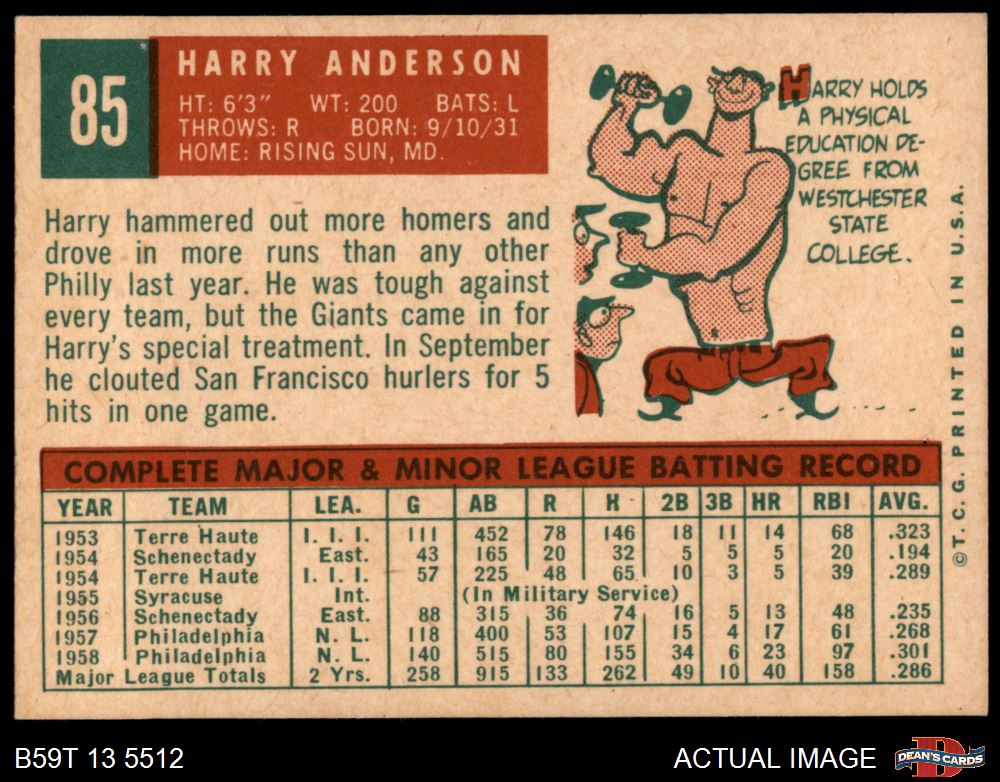 85
HARRY ANDERSON
HT: 6'3" WT: 200 BATS: L
THROWS: R BORN: 9/10/31
HOME: RISING SUN, MD.
HARRY HOLDS
A PHYSICAL
EDUCATION DE-
GREE FROM
WESTCHESTER
STATE
COLLEGE.
Harry hammered out more homers and
drove in more runs than any other
Philly last year. He was tough against
every team, but the Giants came in for
Harry's special treatment. In September
he clouted San Francisco hurlers for 5
hits in one game.
COMPLETE MAJOR & MINOR LEAGUE BATTING RECORD
YEAR TEAM LEA. G AB R H 2B 3B HR RBI AVG.
1953 Terre Haute I. I. I. 111 452 78 146 18 11 14 68 .323
1954 Schenectady East. 43 165 20 32 5 5 5 20 .194
1954 Terre Haute I. I. I. 57 225 48 65 10 3 5 39 .289
1955 Syracuse Int. (In Military Service)
1956 Schenectady East. 88 315 36 74 16 5 13 48 .235
1957 Philadelphia N. L. 118 400 53 107 15 4 17 61 .268
1958 Philadelphia N. L. 140 515 80 155 34 6 23 97 .301
Major League Totals 2 Yrs. 258 915 133 262 49 10 40 158 .286
© T. C. G. PRINTED IN U.S.A.
B59T 13 5512
ACTUAL IMAGE
D
DEAN'S CARDS